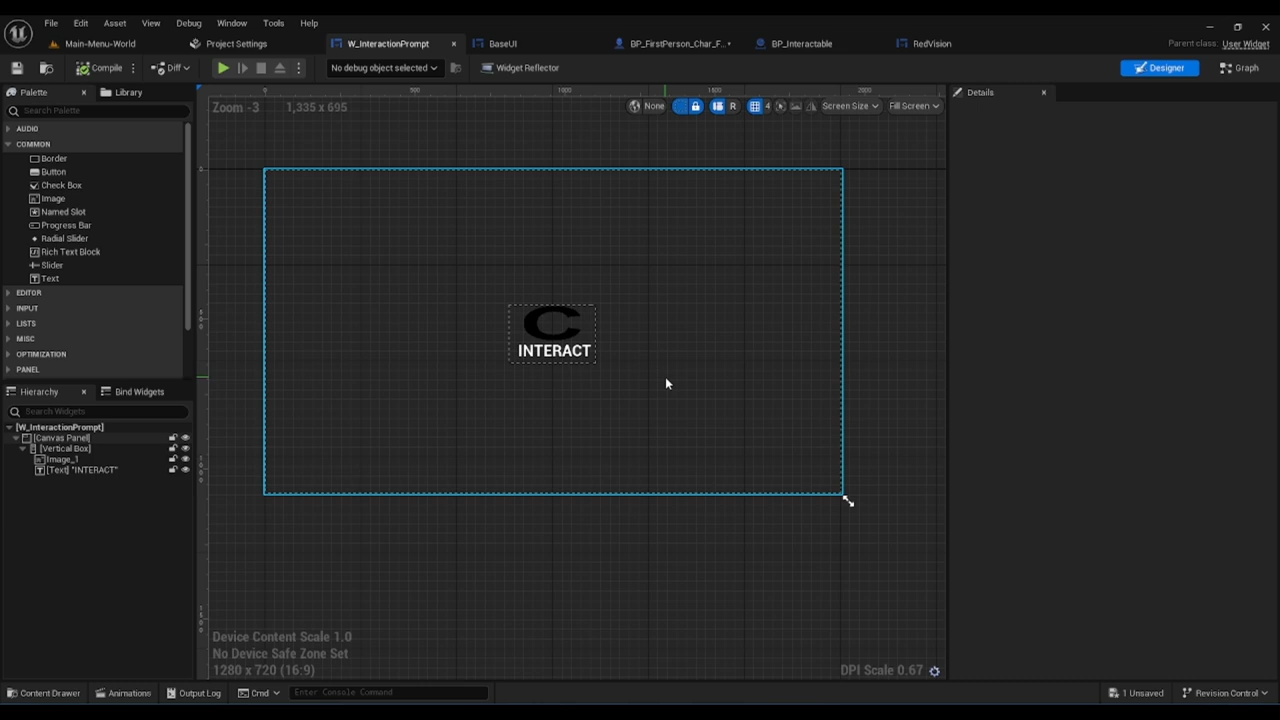 File Edit Asset View Debug Window Tools Help
Main-Menu-World Project Settings W_InteractionPrompt BaseUI BP_FirstPerson_Char_F... BP_Interactable RedVision Parent class: User Widget
Compile Diff No debug object selected Widget Reflector Designer Graph
Palette Library Details
Zoom -3 1,335 x 695 None R 4 Screen Size Fill Screen
0 500 1000 1500 2000
Search Palette
AUDIO
COMMON
Border
Button
Check Box
Image
Named Slot
Progress Bar
Radial Slider
Rich Text Block
Slider
Text
EDITOR
INPUT
LISTS
MISC
OPTIMIZATION
PANEL
C
INTERACT
Hierarchy Bind Widgets
Search Widgets
[W_InteractionPrompt]
[Canvas Panel]
[Vertical Box]
Image_1
[Text] "INTERACT"
Device Content Scale 1.0
No Device Safe Zone Set
1280 x 720 (16:9) DPI Scale 0.67
Content Drawer Animations Output Log Cmd Enter Console Command 1 Unsaved Revision Control